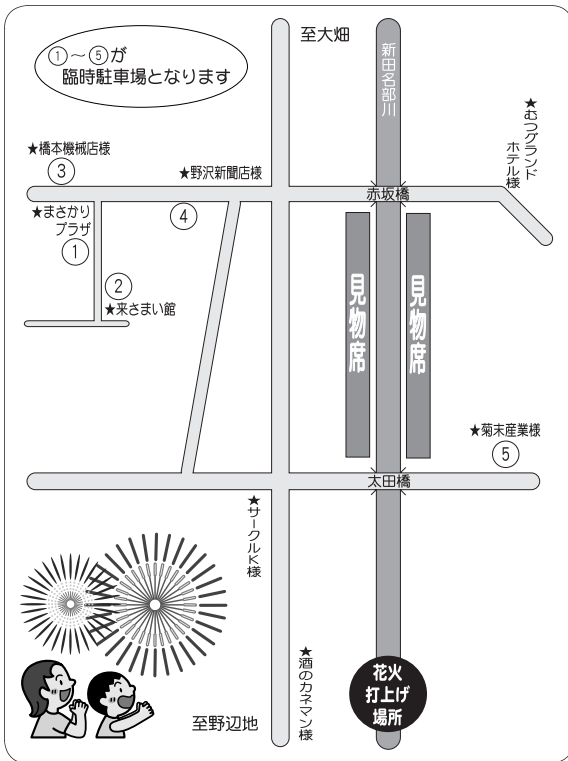 ①～⑤が
臨時駐車場となります
至大畑
新田名部川
★むつグランド
ホテル様
★橋本機械店様
③
★野沢新聞店様
赤坂橋
④
★まさかり
プラザ
①
②
★来さまい館
見物席
見物席
★菊末産業様
⑤
太田橋
★サークルK様
★酒のカネマン様
花火
打上げ
場所
至野辺地